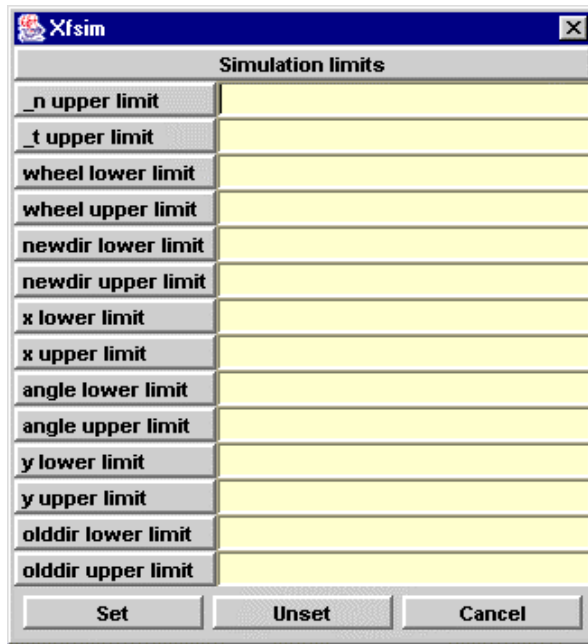 Xfsim
Simulation limits
_n upper limit
_t upper limit
wheel lower limit
wheel upper limit
newdir lower limit
newdir upper limit
x lower limit
x upper limit
angle lower limit
angle upper limit
y lower limit
y upper limit
olddir lower limit
olddir upper limit
Set Unset Cancel